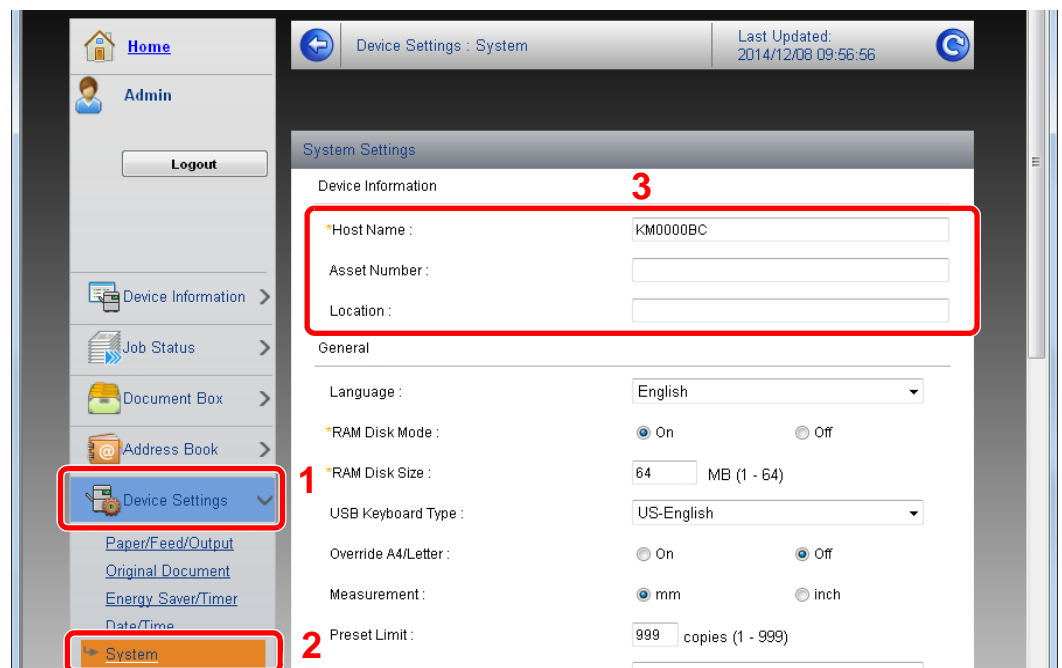 Home
Admin
Logout
Device Information
Job Status
Document Box
Address Book
1
Device Settings
Paper/Feed/Output
Original Document
Energy Saver/Timer
Date/Time
2
System
Device Settings : System
Last Updated:
2014/12/08 09:56:56
System Settings
Device Information
3
*Host Name : KM0000BC
Asset Number :
Location :
General
Language : English
*RAM Disk Mode : On Off
*RAM Disk Size : 64 MB (1 - 64)
USB Keyboard Type : US-English
Override A4/Letter : On Off
Measurement : mm inch
Preset Limit : 999 copies (1 - 999)